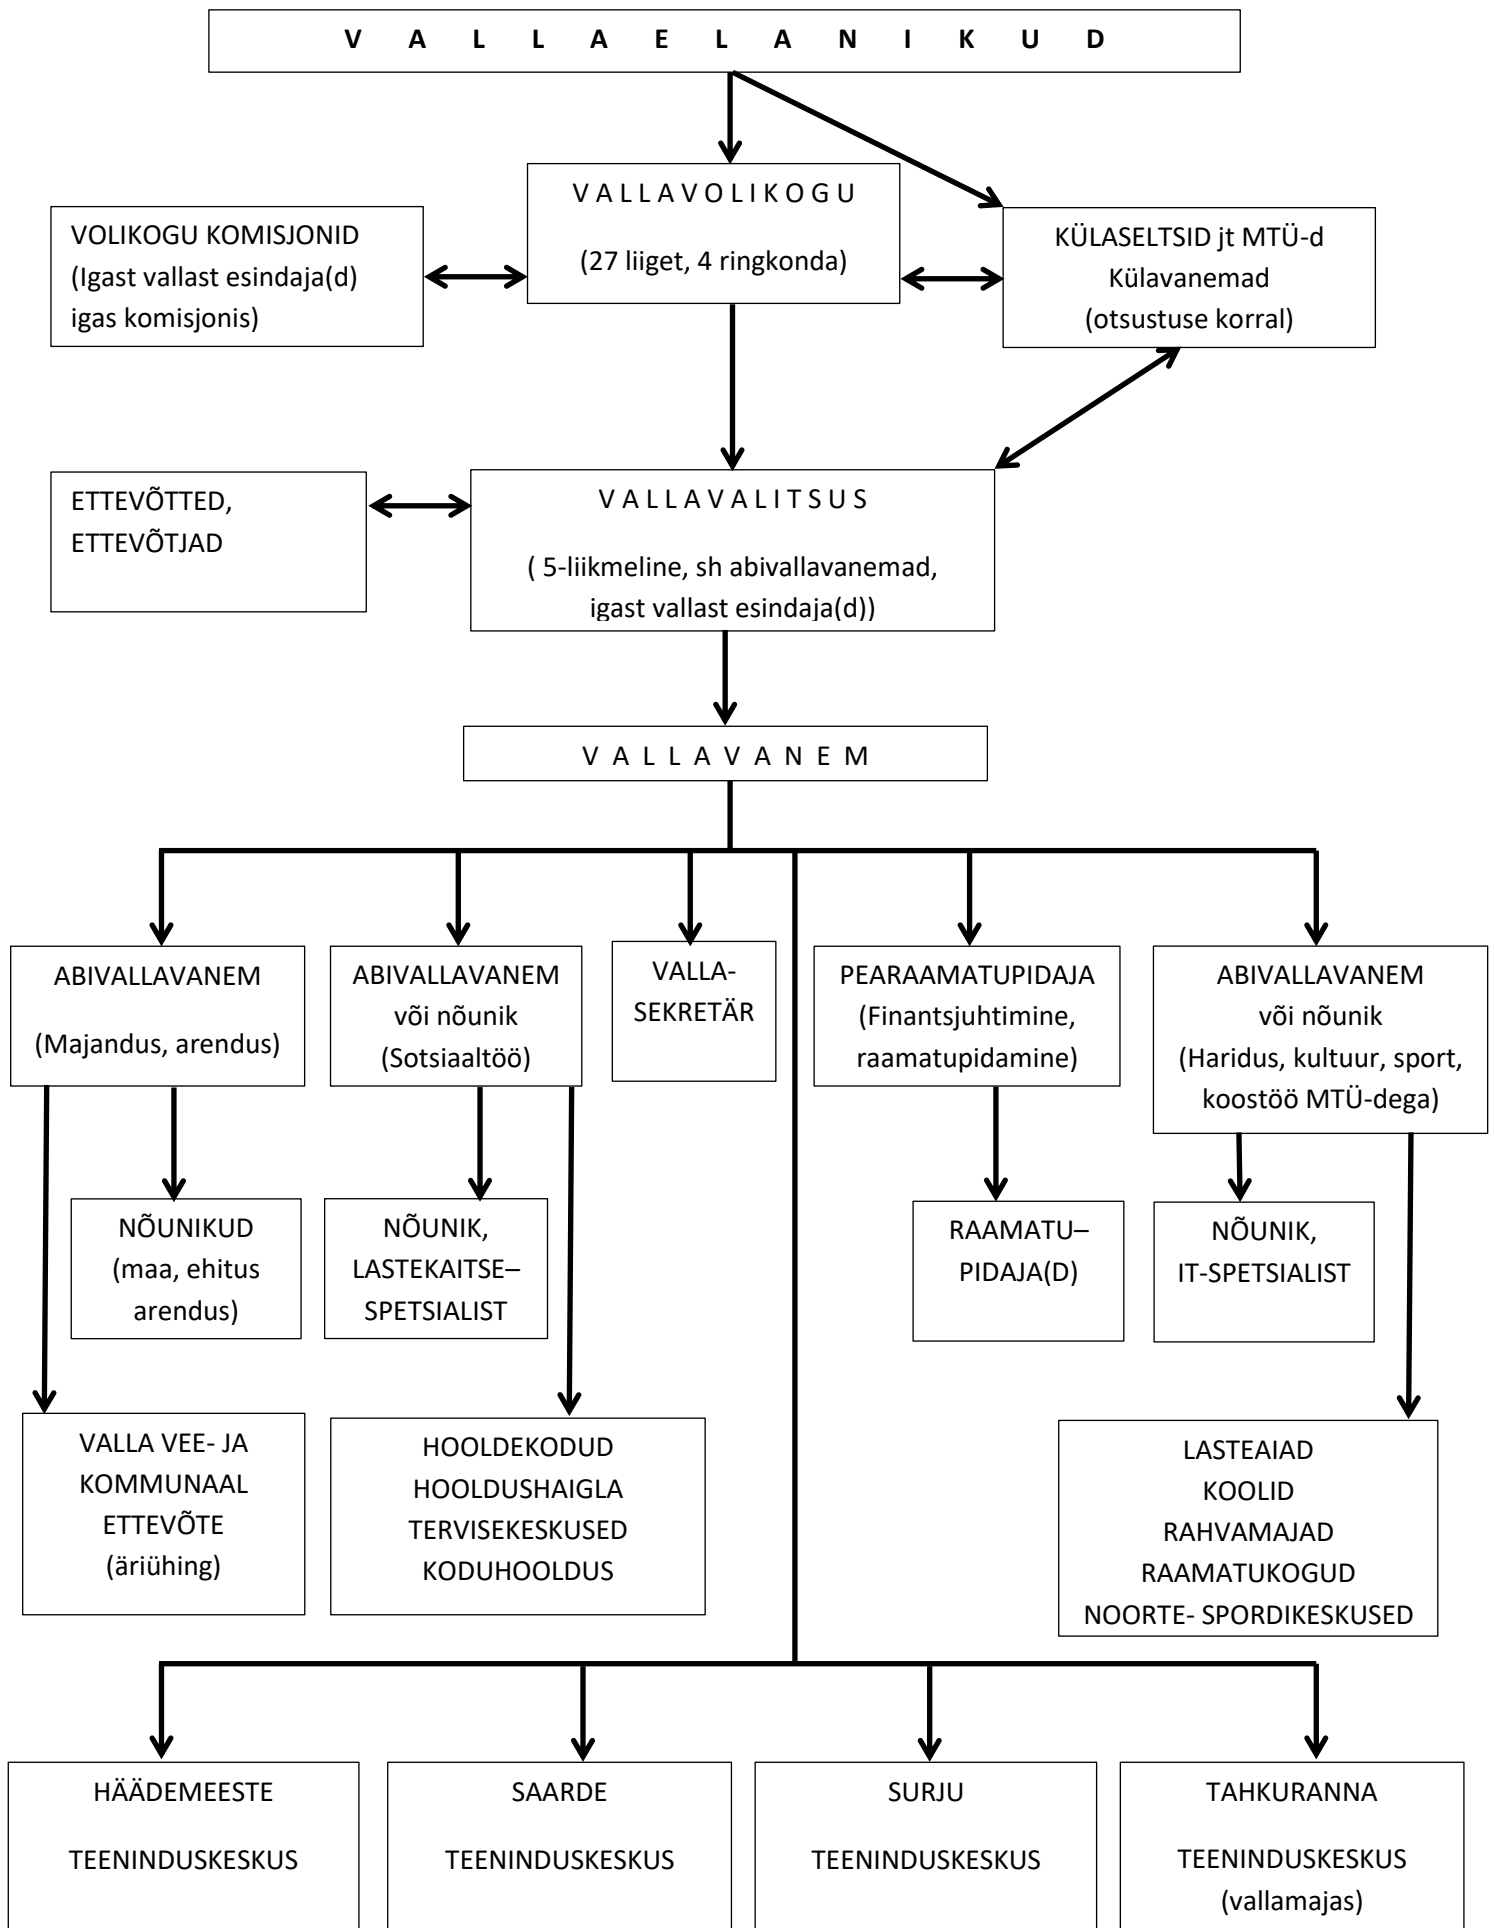 V A L L A E L A N I K U D
V A L L A V O L I K O G U
(27 liiget, 4 ringkonda)
VOLIKOGU KOMISJONID
(Igast vallast esindaja(d)
igas komisjonis)
KÜLASELTSID jt MTÜ-d
Külavanemad
(otsustuse korral)
ETTEVÕTTED,
ETTEVÕTJAD
V A L L A V A L I T S U S
( 5-liikmeline, sh abivallavanemad,
igast vallast esindaja(d))
V A L L A V A N E M
ABIVALLAVANEM
(Majandus, arendus)
ABIVALLAVANEM
või nõunik
(Sotsiaaltöö)
VALLA-
SEKRETÄR
PEARAAMATUPIDAJA
(Finantsjuhtimine,
raamatupidamine)
ABIVALLAVANEM
või nõunik
(Haridus, kultuur, sport,
koostöö MTÜ-dega)
NÕUNIKUD
(maa, ehitus
arendus)
NÕUNIK,
LASTEKAITSE–
SPETSIALIST
RAAMATU–
PIDAJA(D)
NÕUNIK,
IT-SPETSIALIST
VALLA VEE- JA
KOMMUNAAL
ETTEVÕTE
(äriühing)
HOOLDEKODUD
HOOLDUSHAIGLA
TERVISEKESKUSED
KODUHOOLDUS
LASTEAIAD
KOOLID
RAHVAMAJAD
RAAMATUKOGUD
NOORTE- SPORDIKESKUSED
HÄÄDEMEESTE
TEENINDUSKESKUS
SAARDE
TEENINDUSKESKUS
SURJU
TEENINDUSKESKUS
TAHKURANNA
TEENINDUSKESKUS
(vallamajas)